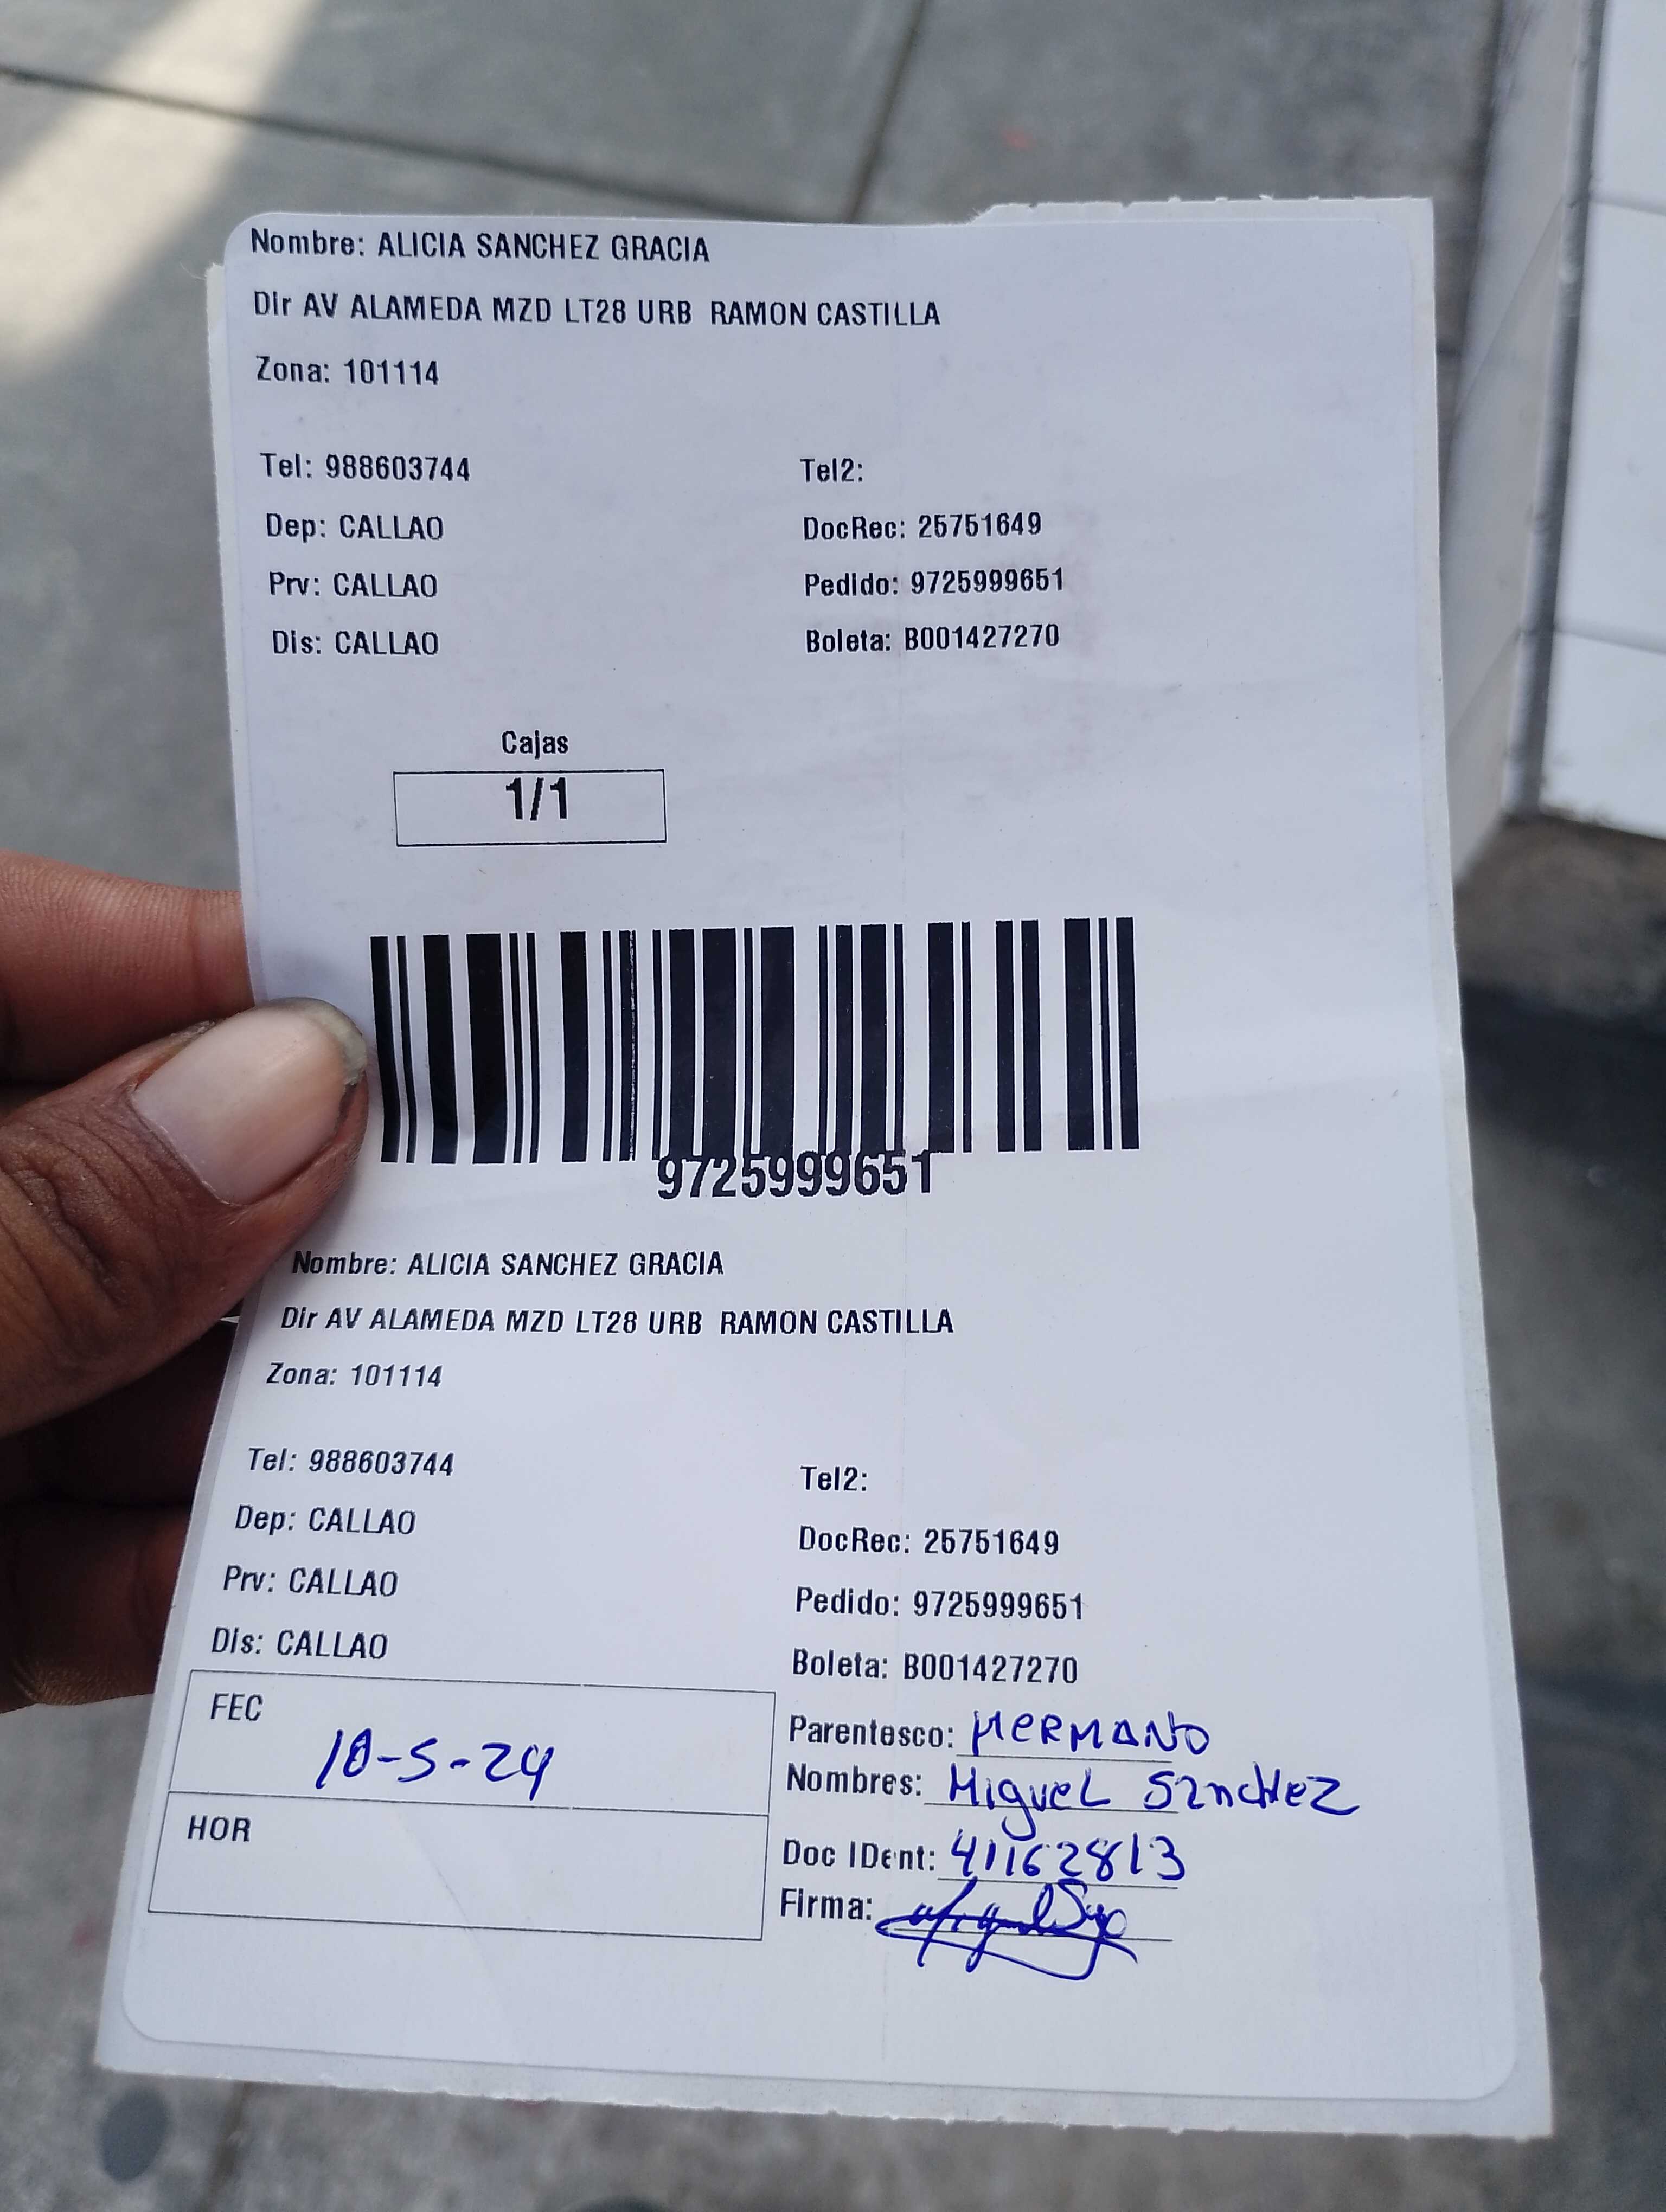 Nombre: ALICIA SANCHEZ GRACIA
Dir AV ALAMEDA MZD LT28 URB RAMON CASTILLA
Zona: 101114
Tel: 988603744 Tel2:
Dep: CALLAO DocRec: 25751649
Prv: CALLAO Pedido: 9725999651
Dis: CALLAO Boleta: B001427270
Cajas
1/1
9725999651
Nombre: ALICIA SANCHEZ GRACIA
Dir AV ALAMEDA MZD LT28 URB RAMON CASTILLA
Zona: 101114
Tel: 988603744 Tel2:
Dep: CALLAO DocRec: 25751649
Prv: CALLAO Pedido: 9725999651
Dis: CALLAO Boleta: B001427270
FEC 10-5-24 Parentesco: HERMANO
Nombres: Miguel Sanchez
HOR Doc IDent: 41162813
Firma: